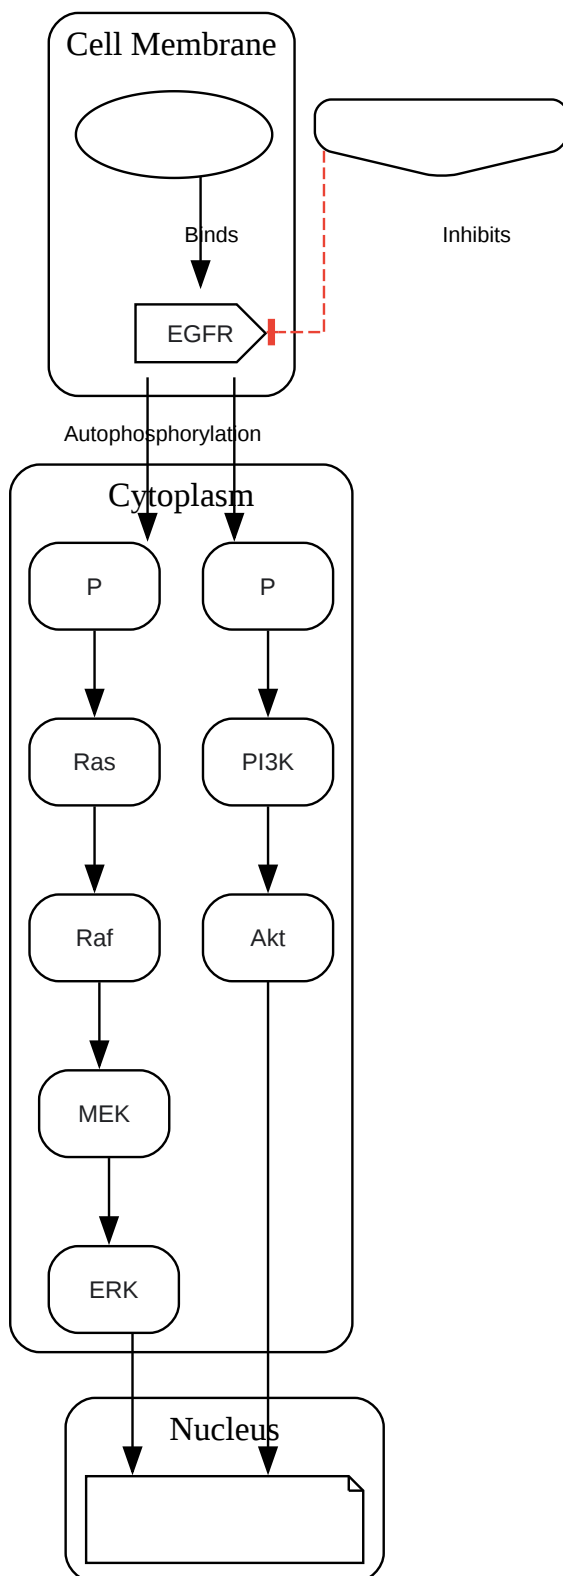 Cell Membrane
Binds
Inhibits
EGFR
Autophosphorylation
Cytoplasm
P
P
Ras
PI3K
Raf
Akt
MEK
ERK
Nucleus